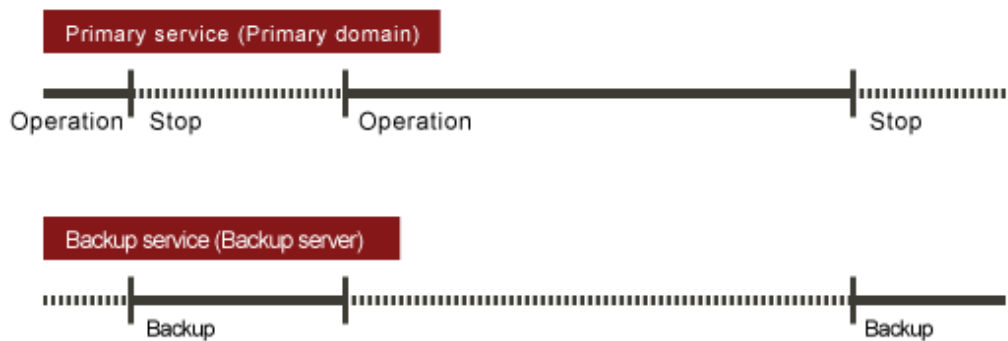 Primary service (Primary domain)
Operation Stop Operation Stop
Backup service (Backup server)
Backup Backup